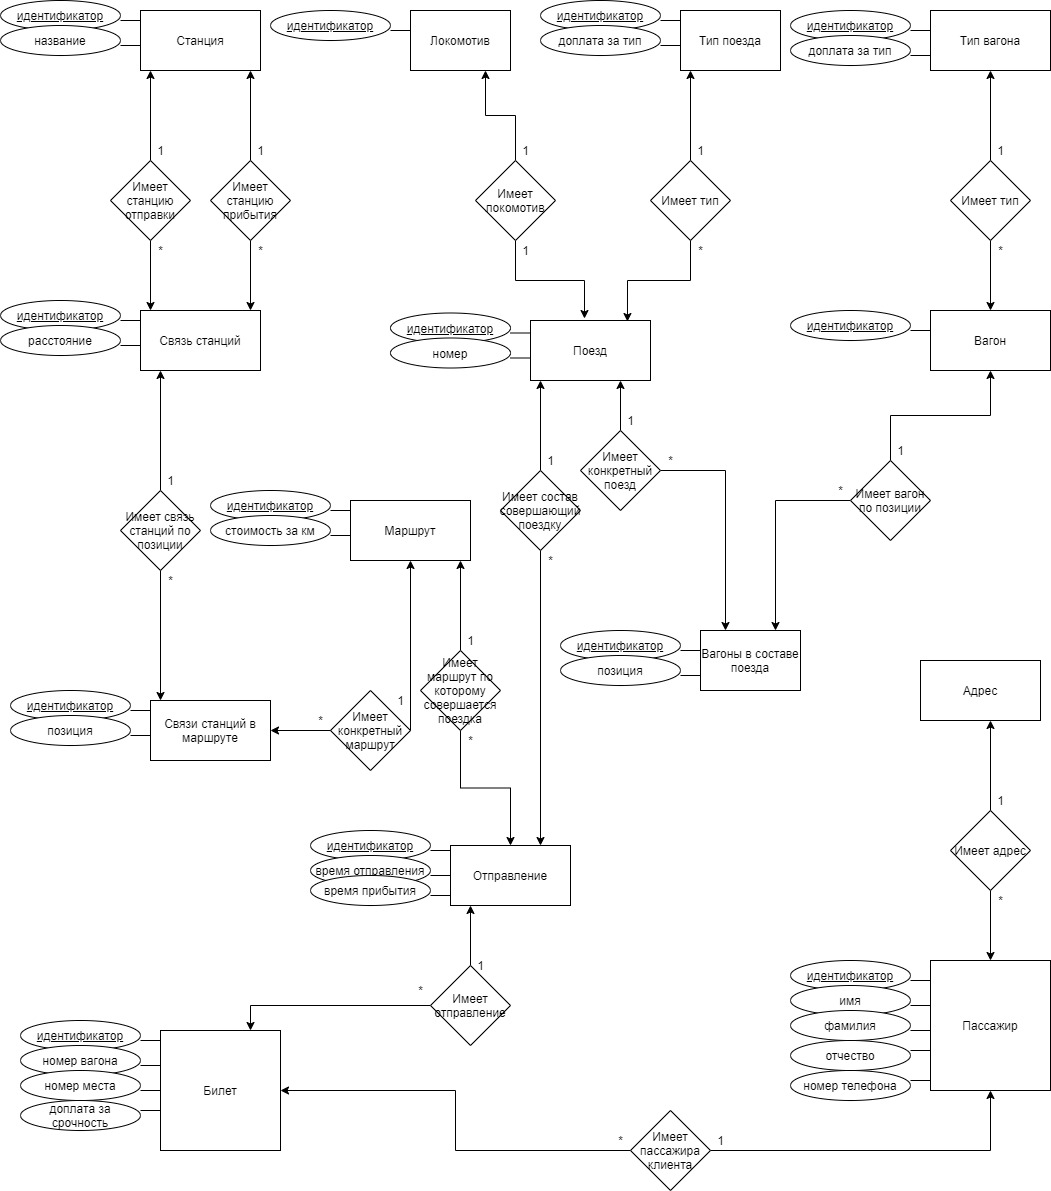 идентификатор
название
Станция
идентификатор
Локомотив
идентификатор
доплата за тип
Тип поезда
идентификатор
доплата за тип
Тип вагона
1
1
1
1
1
Имеет
станцию
отправки
Имеет
станцию
прибытия
Имеет
локомотив
Имеет тип
Имеет тип
*
*
1
*
*
идентификатор
расстояние
Связь станций
идентификатор
номер
Поезд
идентификатор
Вагон
1
Имеет связь
станций по
позиции
*
идентификатор
стоимость за км
Маршрут
1
Имеет состав
совершающий
поездку
*
1
Имеет
конкретный
поезд
*
1
Имеет вагон
по позиции
*
идентификатор
позиция
Вагоны в составе
поезда
идентификатор
позиция
Связи станций в
маршруте
*
Имеет
конкретный
маршрут
1
1
Имеет
маршрут по
которому
совершается
поездка
*
Адрес
1
Имеет адрес
*
идентификатор
время отправления
время прибытия
Отправление
1
Имеет
отправление
*
идентификатор
имя
фамилия
отчество
номер телефона
Пассажир
идентификатор
номер вагона
номер места
доплата за
срочность
Билет
*
Имеет
пассажира
клиента
1